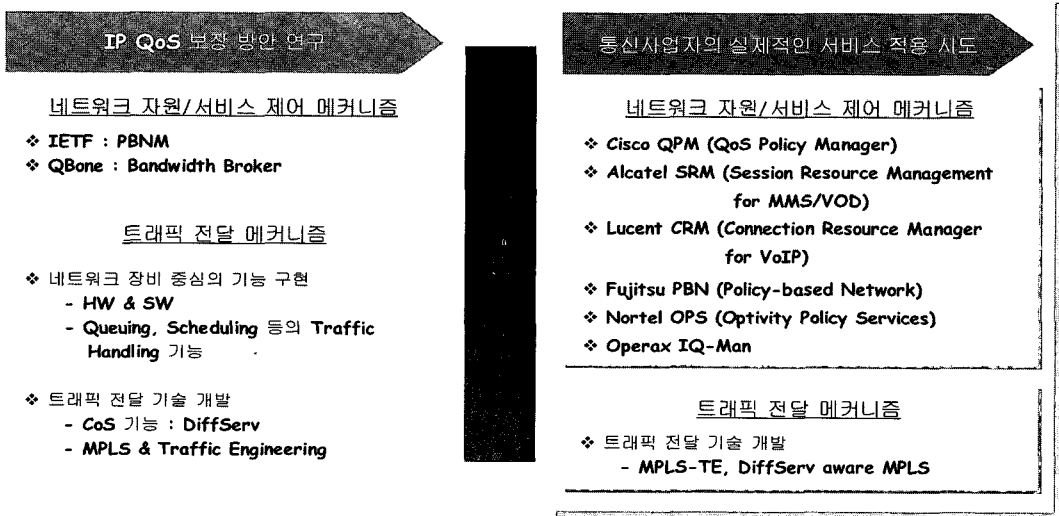 IP QoS 보장 방안 연구
네트워크 자원/서비스 제어 메커니즘
❖ IETF : PBNM
❖ QBone : Bandwidth Broker
트래픽 전달 메커니즘
❖ 네트워크 장비 중심의 기능 구현
- HW & SW
- Queuing, Scheduling 등의 Traffic
Handling 기능
❖ 트래픽 전달 기술 개발
- CoS 기능 : DiffServ
- MPLS & Traffic Engineering
통신사업자의 실제적인 서비스 적용 시도
네트워크 자원/서비스 제어 메커니즘
❖ Cisco QPM (QoS Policy Manager)
❖ Alcatel SRM (Session Resource Management
for MMS/VOD)
❖ Lucent CRM (Connection Resource Manager
for VoIP)
❖ Fujitsu PBN (Policy-based Network)
❖ Nortel OPS (Optivity Policy Services)
❖ Operax IQ-Man
트래픽 전달 메커니즘
❖ 트래픽 전달 기술 개발
- MPLS-TE, DiffServ aware MPLS